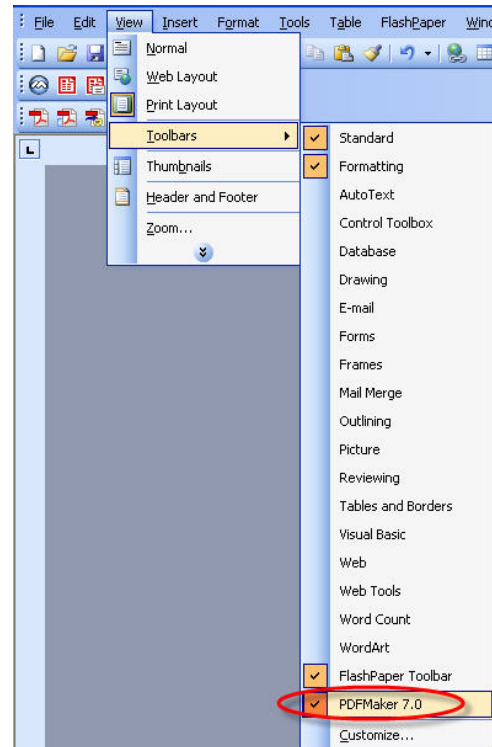 File Edit View Insert Format Tools Table FlashPaper
Normal
Web Layout
Print Layout
Toolbars
Thumbnails
Header and Footer
Zoom...
Standard
Formatting
AutoText
Control Toolbox
Database
Drawing
E-mail
Forms
Frames
Mail Merge
Outlining
Picture
Reviewing
Tables and Borders
Visual Basic
Web
Web Tools
Word Count
WordArt
FlashPaper Toolbar
PDFMaker 7.0
Customize...